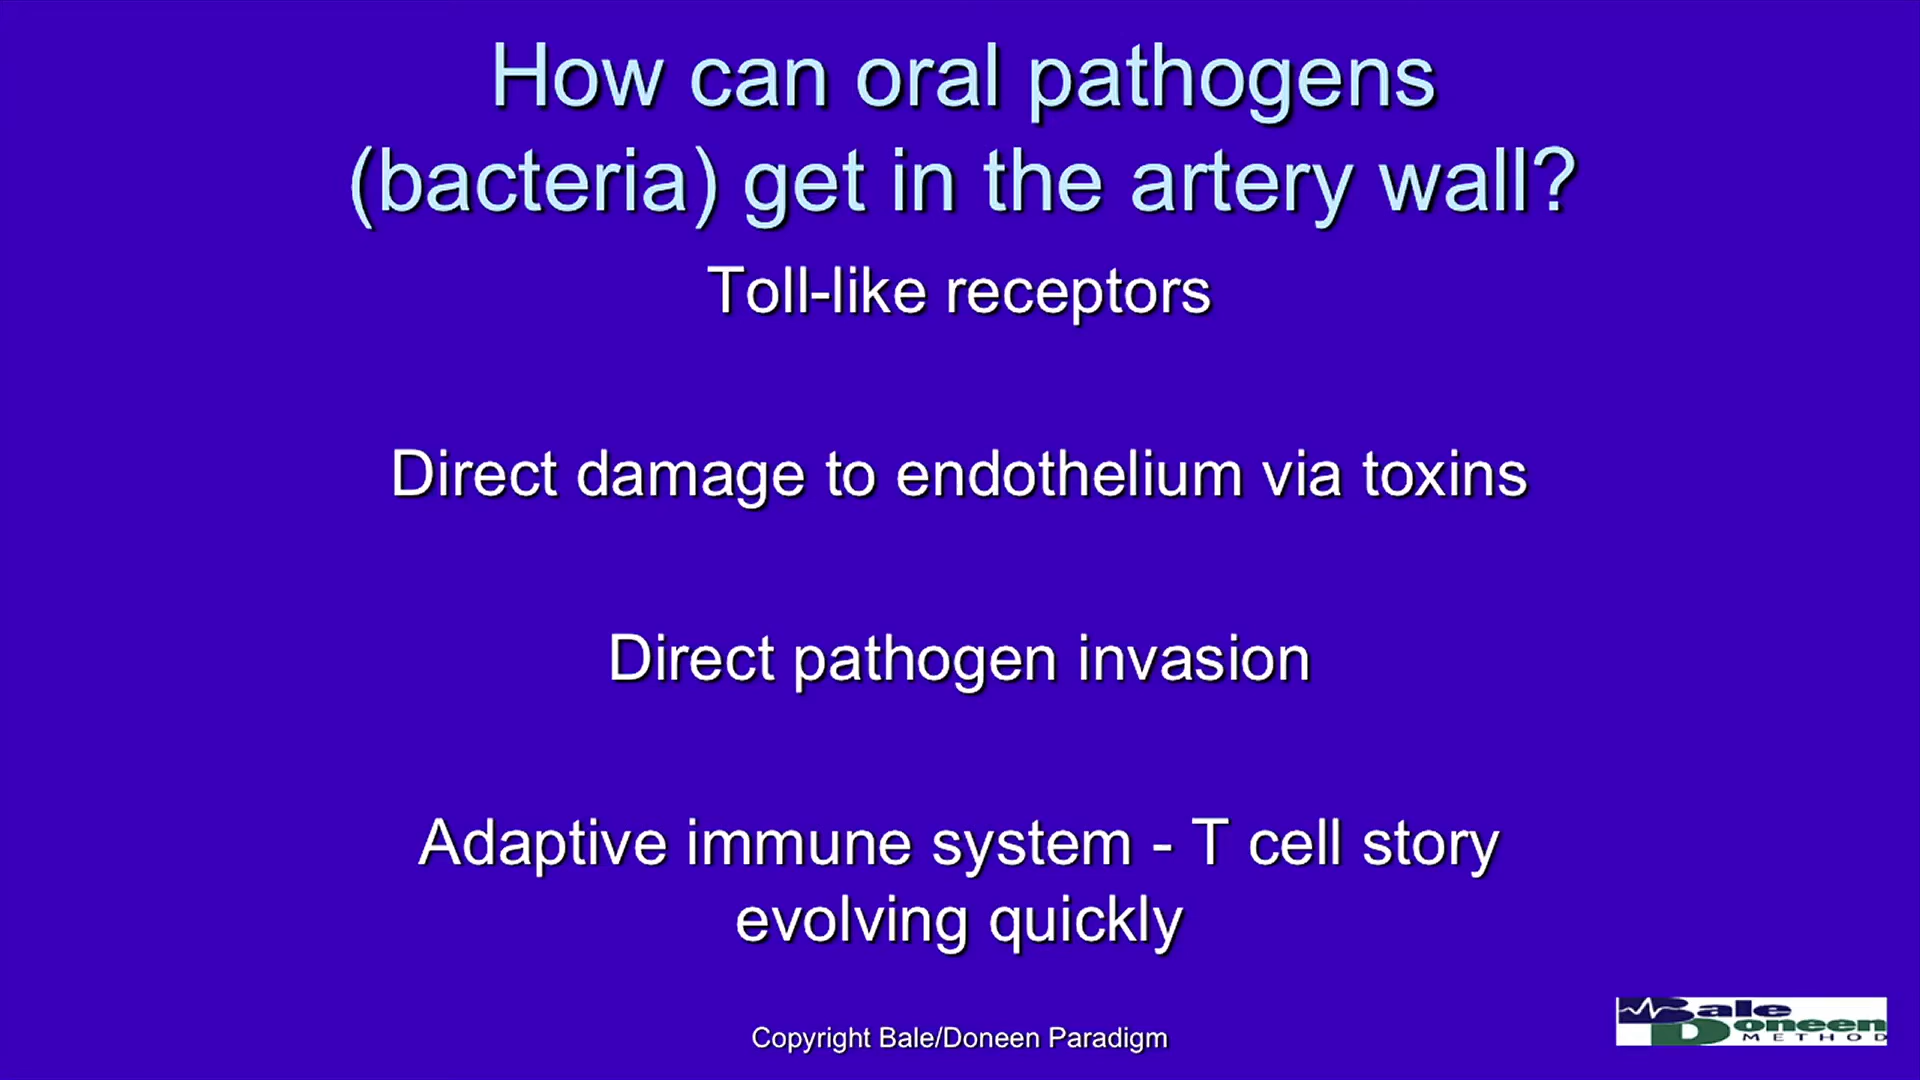 How can oral pathogens
(bacteria) get in the artery wall?
Toll-like receptors
Direct damage to endothelium via toxins
Direct pathogen invasion
Adaptive immune system - T cell story
evolving quickly
Copyright Bale/Doneen Paradigm
Bale
Doneen
METHOD